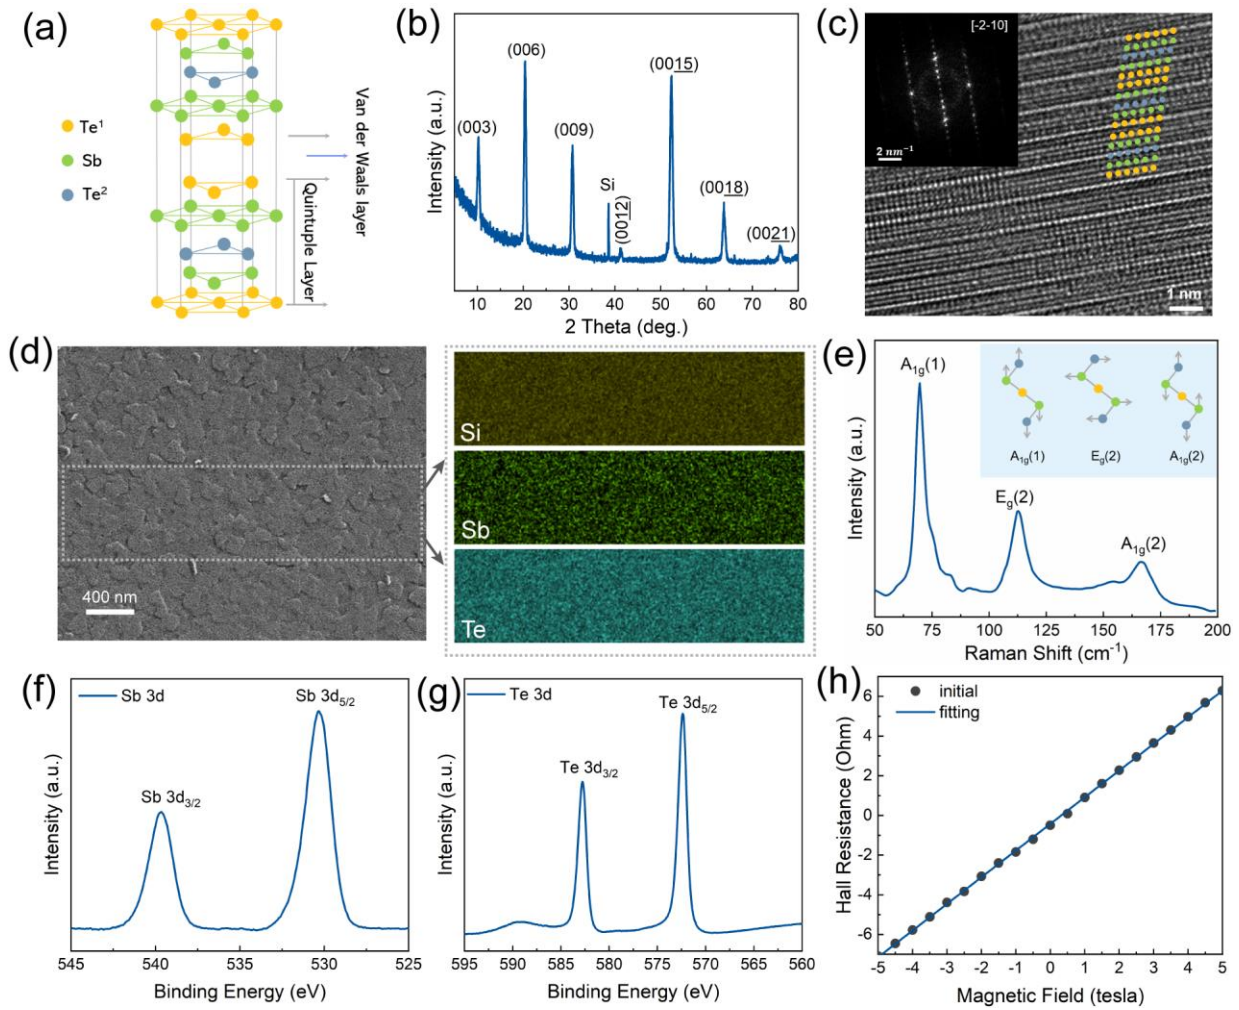 (a)
Te¹
Sb
Te²
Van der Waals layer
Quintuple Layer
(b)
Intensity (a.u.)
(003)
(006)
(009)
Si
(0012)
(0015)
(0018)
(0021)
10 20 30 40 50 60 70 80
2 Theta (deg.)
(c)
[-2-10]
2 nm⁻¹
1 nm
(d)
400 nm
Si
Sb
Te
(e)
Intensity (a.u.)
A₁g(1)
E_g(2)
A₁g(2)
A₁g(1) E_g(2) A₁g(2)
50 75 100 125 150 175 200
Raman Shift (cm⁻¹)
(f)
Intensity (a.u.)
Sb 3d
Sb 3d₃/₂
Sb 3d₅/₂
545 540 535 530 525
Binding Energy (eV)
(g)
Intensity (a.u.)
Te 3d
Te 3d₃/₂
Te 3d₅/₂
595 590 585 580 575 570 565 560
Binding Energy (eV)
(h)
Hall Resistance (Ohm)
initial
fitting
6
4
2
0
-2
-4
-6
-5 -4 -3 -2 -1 0 1 2 3 4 5
Magnetic Field (tesla)